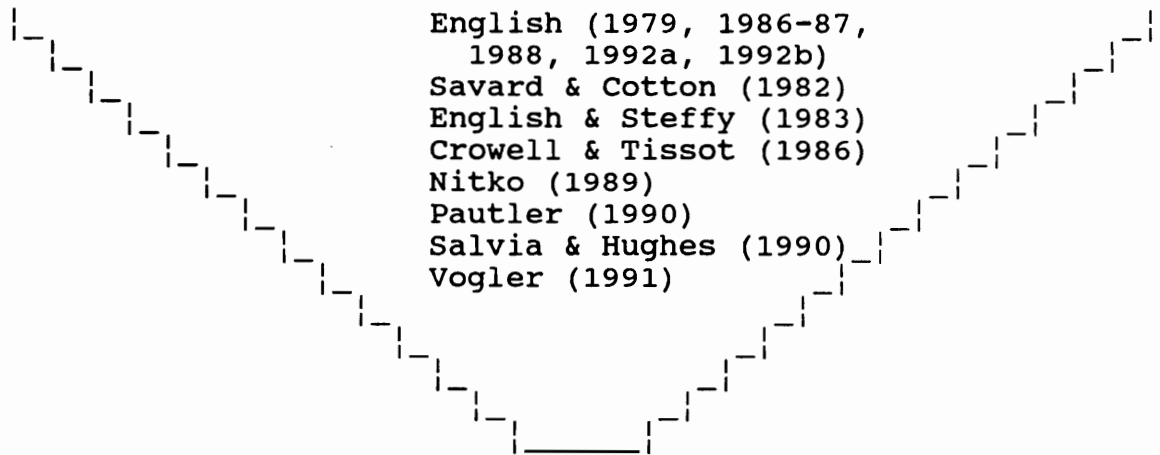 English (1979, 1986-87,
1988, 1992a, 1992b)
Savard & Cotton (1982)
English & Steffy (1983)
Crowell & Tissot (1986)
Nitko (1989)
Pautler (1990)
Salvia & Hughes (1990)
Vogler (1991)